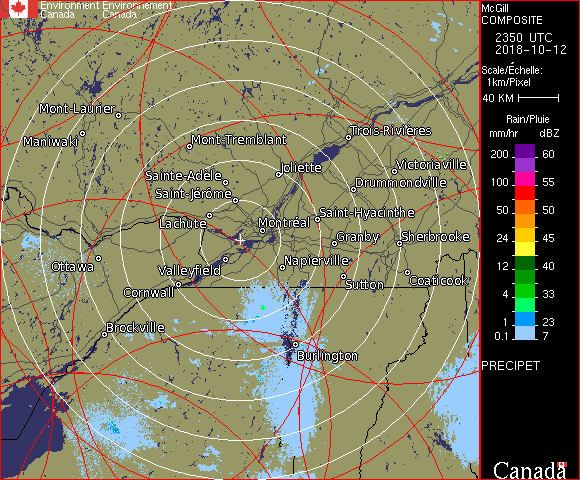 Environment Environnement
Canada Canada
McGill
COMPOSITE
2350 UTC
2018-10-12
Scale/Échelle:
1km/Pixel
40 KM
Rain/Pluie
mm/hr dBZ
200 60
150 57
100 55
50 50
24 45
12 40
4 33
1 23
0.1 7
PRECIPET
Canada
Mont-Laurier
Maniwaki
Mont-Tremblant
Trois-Rivières
Joliette
Victoriaville
Sainte-Adèle
Drummondville
Saint-Jérôme
Saint-Hyacinthe
Lachute
Montréal
Granby
Sherbrooke
Ottawa
Valleyfield
Napierville
Coaticook
Sutton
Cornwall
Brockville
Burlington